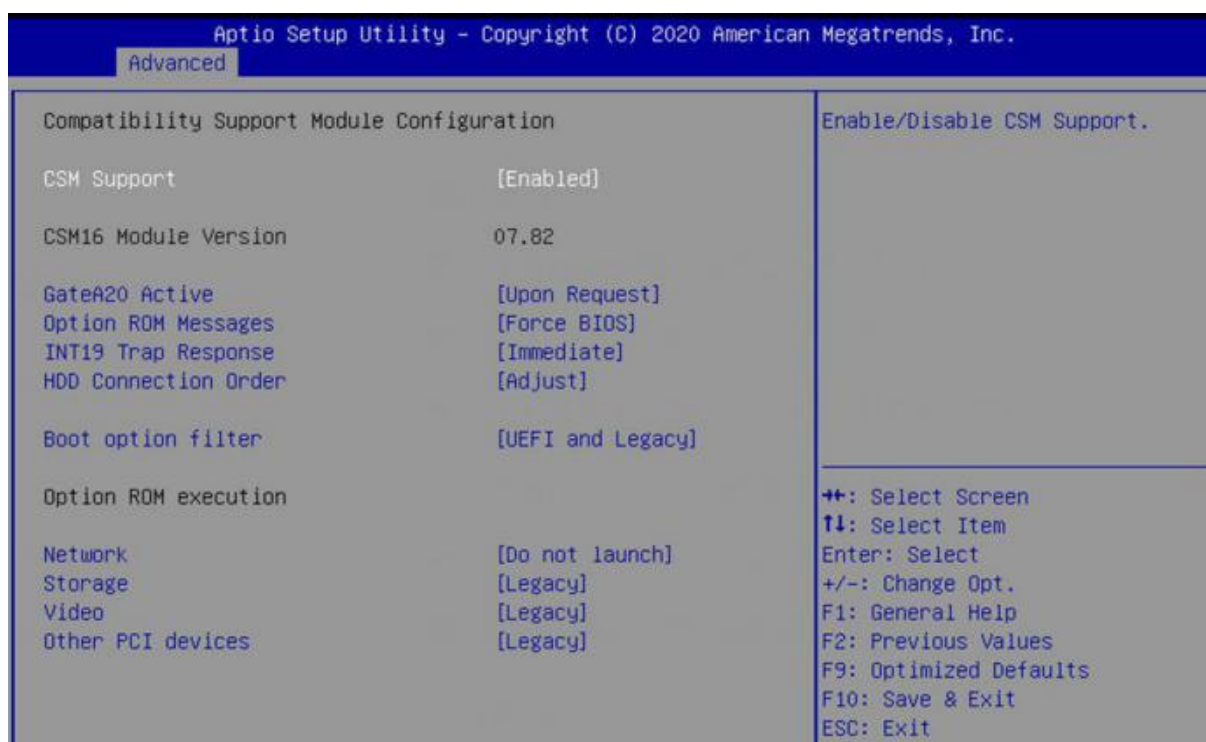 Aptio Setup Utility - Copyright (C) 2020 American Megatrends, Inc.
Advanced
Compatibility Support Module Configuration
CSM Support [Enabled]
CSM16 Module Version 07.82
GateA20 Active [Upon Request]
Option ROM Messages [Force BIOS]
INT19 Trap Response [Immediate]
HDD Connection Order [Adjust]
Boot option filter [UEFI and Legacy]
Option ROM execution
Network [Do not launch]
Storage [Legacy]
Video [Legacy]
Other PCI devices [Legacy]
Enable/Disable CSM Support.
→←: Select Screen
↑↓: Select Item
Enter: Select
+/-: Change Opt.
F1: General Help
F2: Previous Values
F9: Optimized Defaults
F10: Save & Exit
ESC: Exit